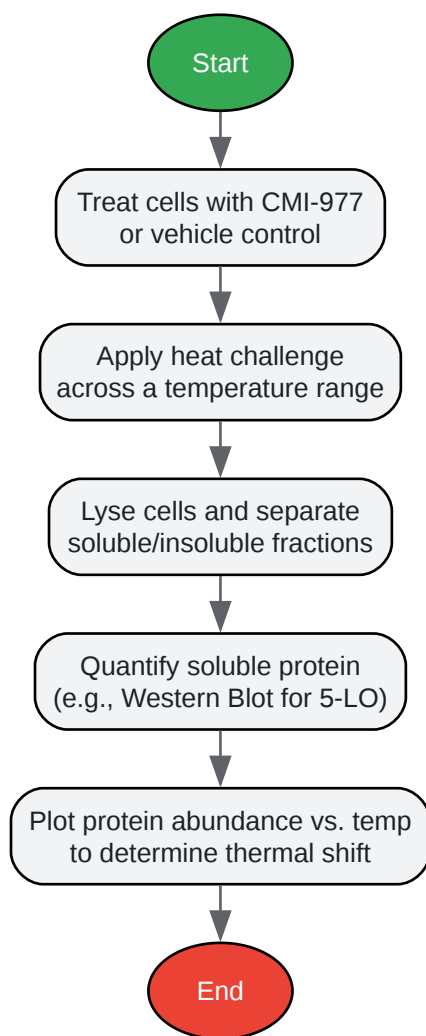 Start
Treat cells with CMI-977
or vehicle control
Apply heat challenge
across a temperature range
Lyse cells and separate
soluble/insoluble fractions
Quantify soluble protein
(e.g., Western Blot for 5-LO)
Plot protein abundance vs. temp
to determine thermal shift
End